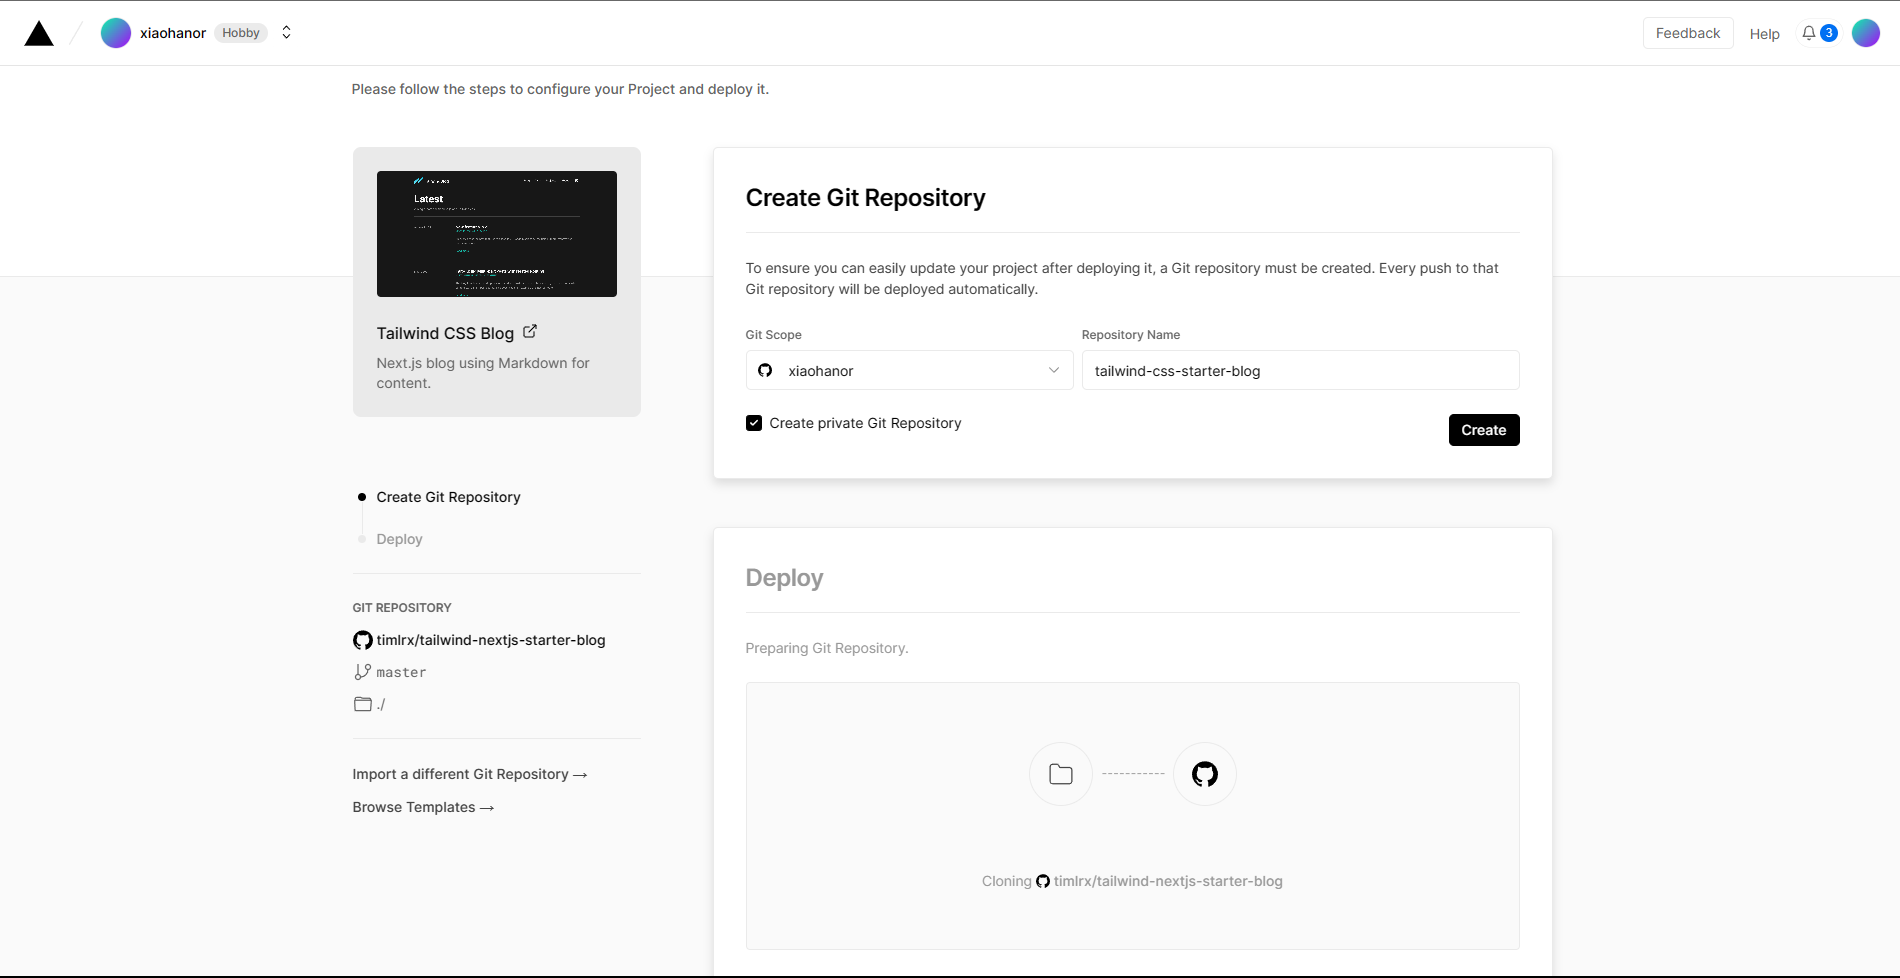 xiaohanor Hobby
Feedback Help 3
Please follow the steps to configure your Project and deploy it.
Latest
Tailwind CSS Blog
Next.js blog using Markdown for
content.
Create Git Repository
Deploy
GIT REPOSITORY
timlrx/tailwind-nextjs-starter-blog
master
./
Import a different Git Repository →
Browse Templates →
Create Git Repository
To ensure you can easily update your project after deploying it, a Git repository must be created. Every push to that
Git repository will be deployed automatically.
Git Scope
Repository Name
xiaohanor
tailwind-css-starter-blog
Create private Git Repository
Create
Deploy
Preparing Git Repository.
Cloning timlrx/tailwind-nextjs-starter-blog